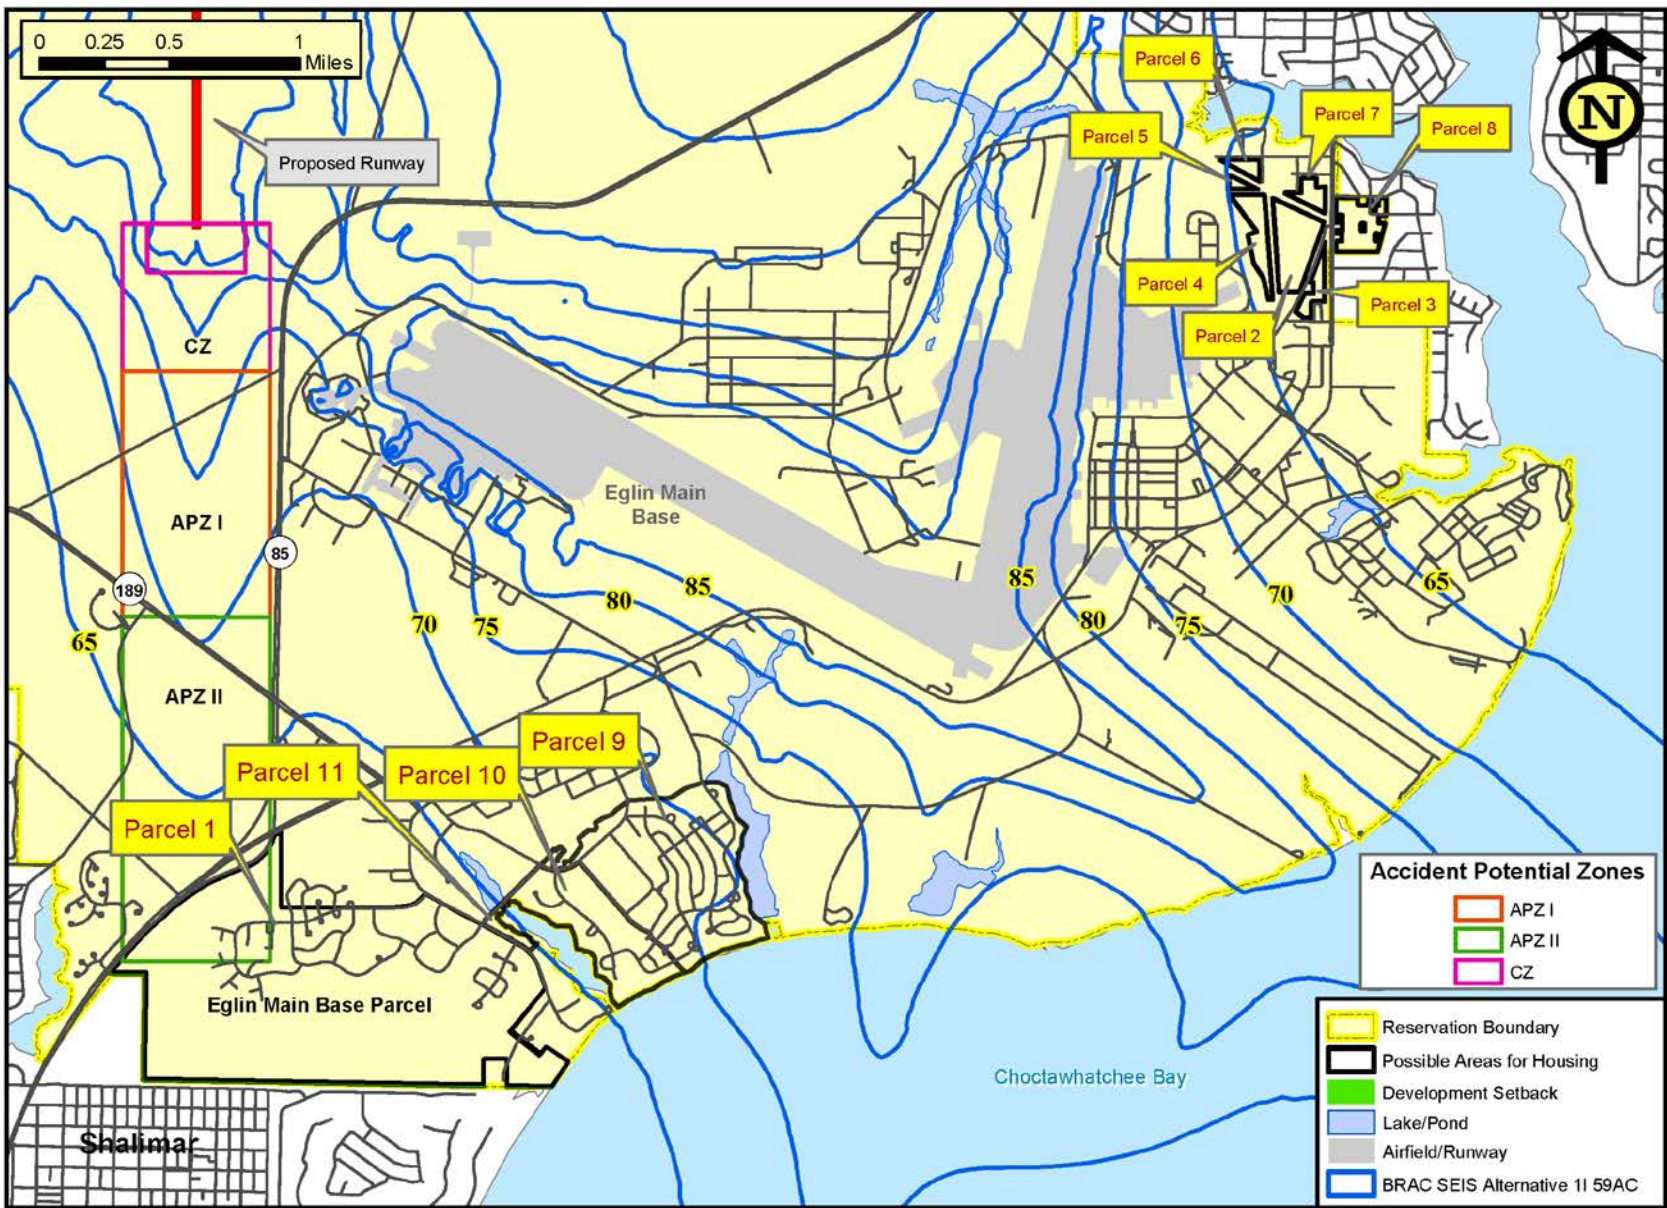 0 0.25 0.5 1
Miles
Proposed Runway
Parcel 6
Parcel 7
Parcel 8
Parcel 5
N
Parcel 4
Parcel 3
Parcel 2
CZ
APZ I
Eglin Main
Base
85
189
65
70
75
80
85
85
80
75
70
65
APZ II
Parcel 9
Parcel 11
Parcel 10
Parcel 1
Eglin Main Base Parcel
Choctawhatchee Bay
Shalimar
Accident Potential Zones
APZ I
APZ II
CZ
Reservation Boundary
Possible Areas for Housing
Development Setback
Lake/Pond
Airfield/Runway
BRAC SEIS Alternative 1I 59AC